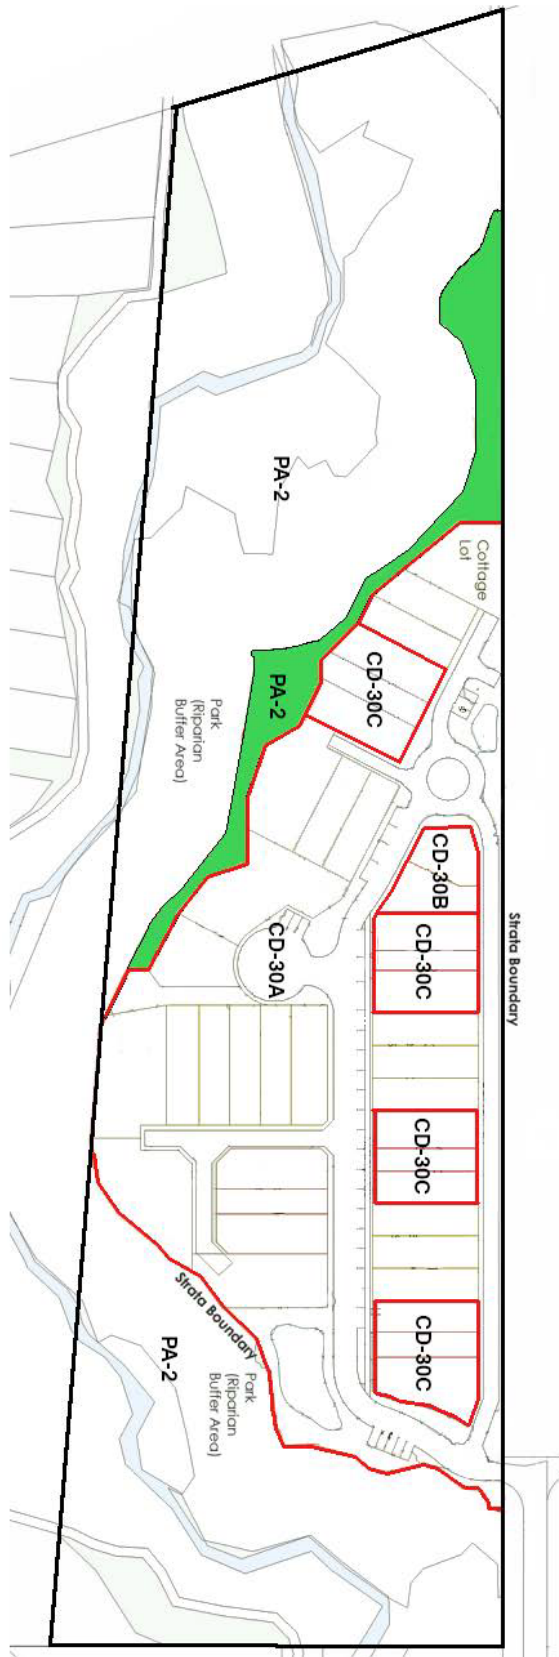 PA-2
Cottage
Lot
CD-30C
PA-2
Park
(Riparian
Buffer Area)
CD-30B
CD-30C
Strata Boundary
CD-30A
CD-30C
Strata Boundary
CD-30C
PA-2
Park
(Riparian
Buffer Area)